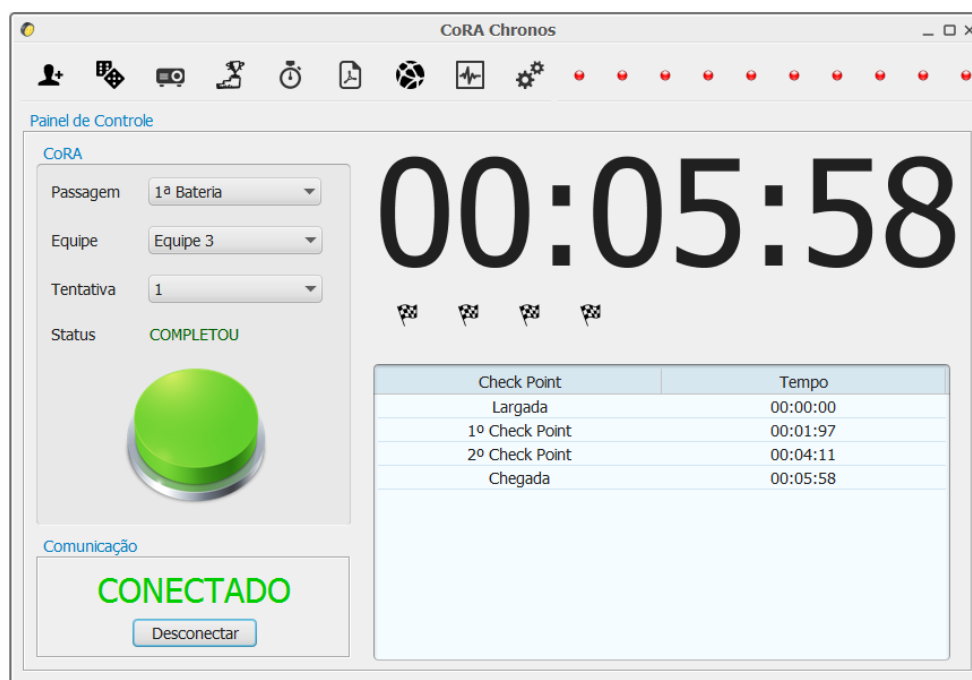 CoRA Chronos
Painel de Controle
CoRA
Passagem 1ª Bateria
Equipe Equipe 3
Tentativa 1
Status COMPLETOU
00:05:58
Check Point Tempo
Largada 00:00:00
1º Check Point 00:01:97
2º Check Point 00:04:11
Chegada 00:05:58
Comunicação
CONECTADO
Desconectar